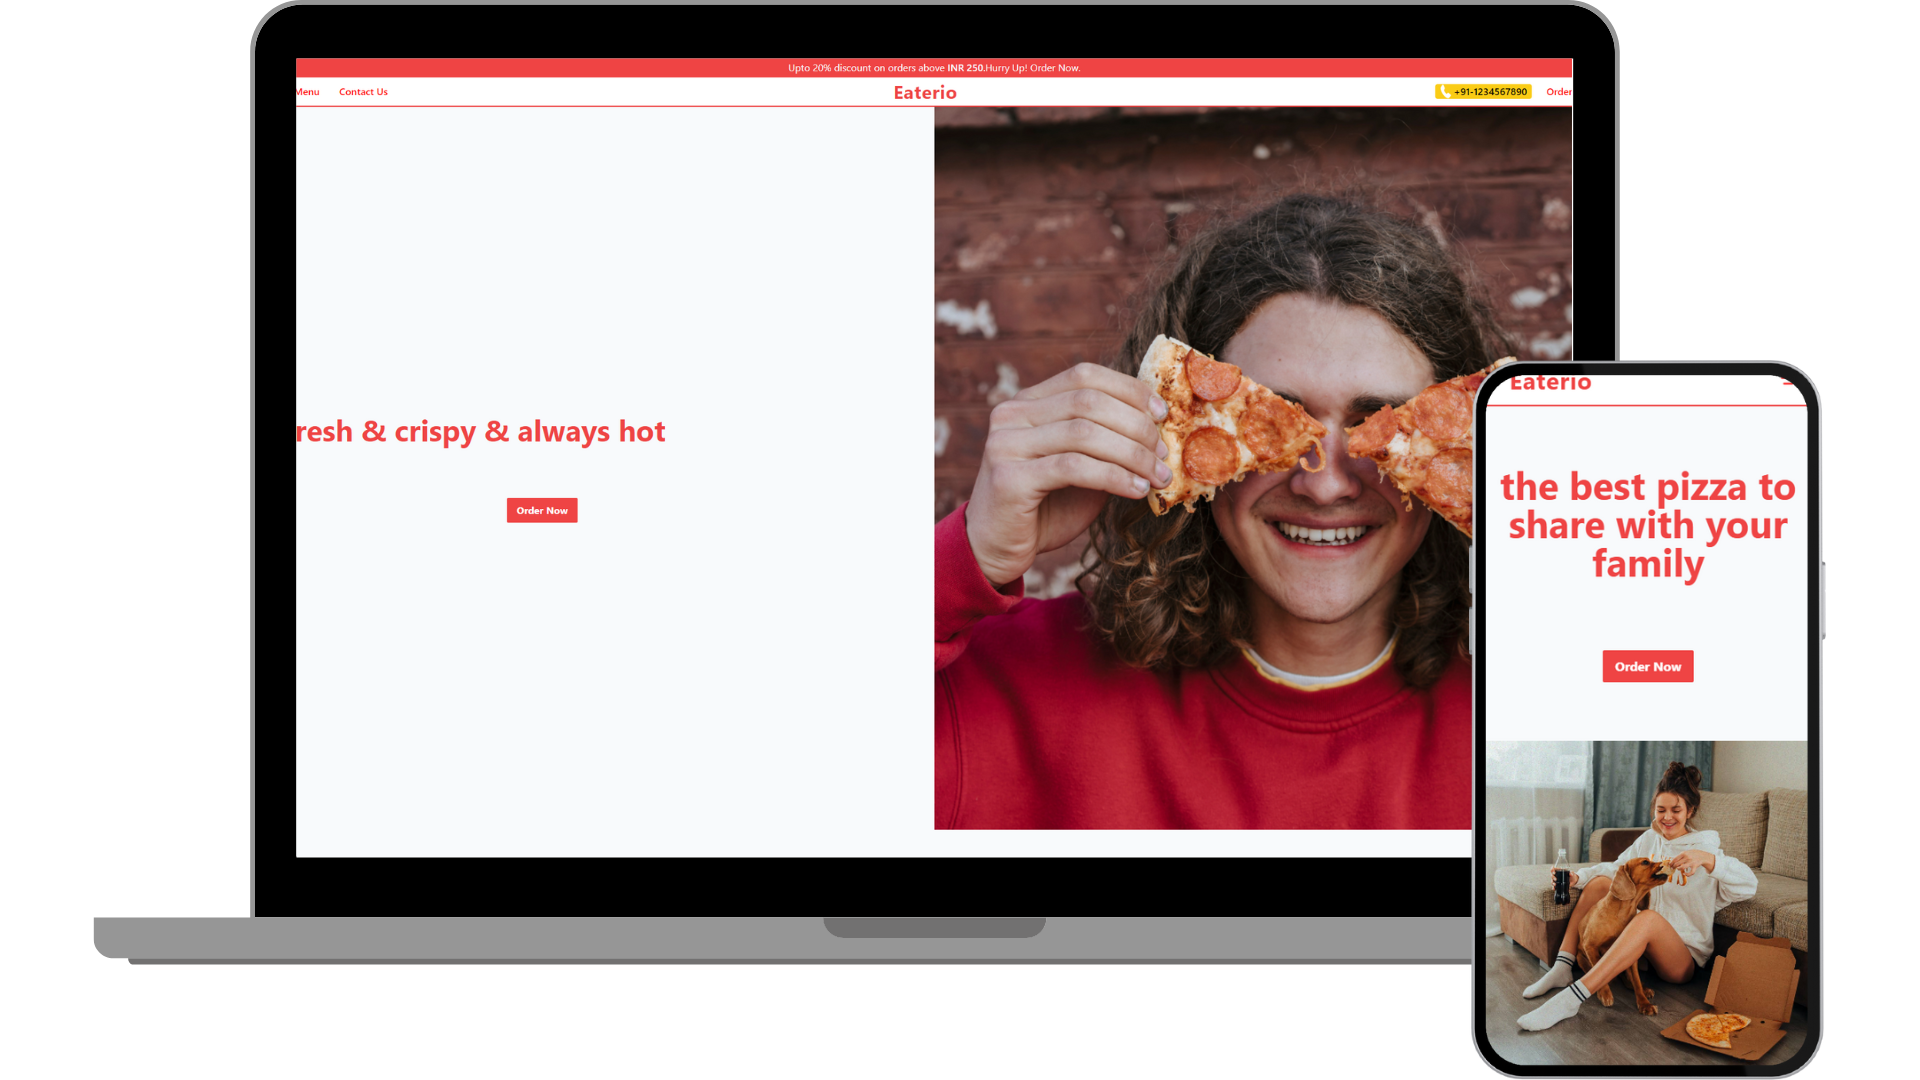 Upto 20% discount on orders above INR 250.Hurry Up! Order Now.
Menu Contact Us Eaterio +91-1234567890 Order
resh & crispy & always hot
Order Now
Eaterio
the best pizza to
share with your
family
Order Now